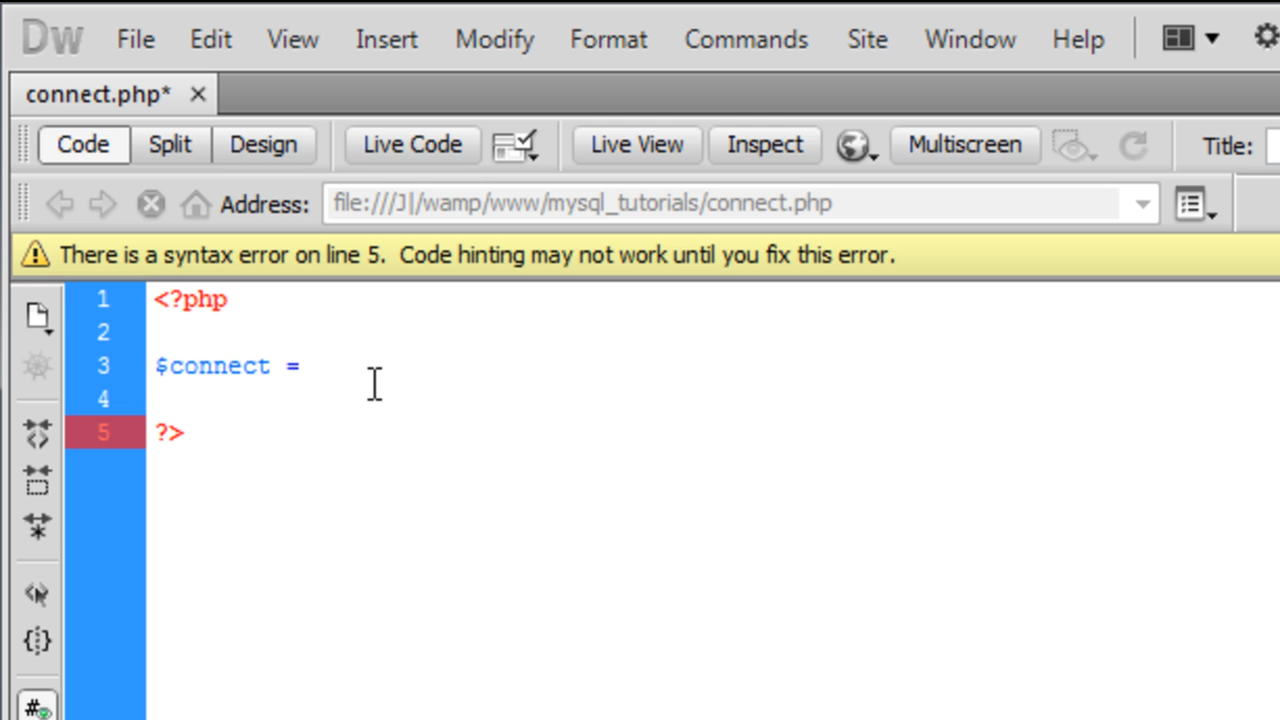 Dw File Edit View Insert Modify Format Commands Site Window Help
connect.php*
Code Split Design Live Code Live View Inspect Multiscreen Title:
Address: file:///J|/wamp/www/mysql_tutorials/connect.php
There is a syntax error on line 5. Code hinting may not work until you fix this error.
1 <?php
2
3 $connect =
4
5 ?>